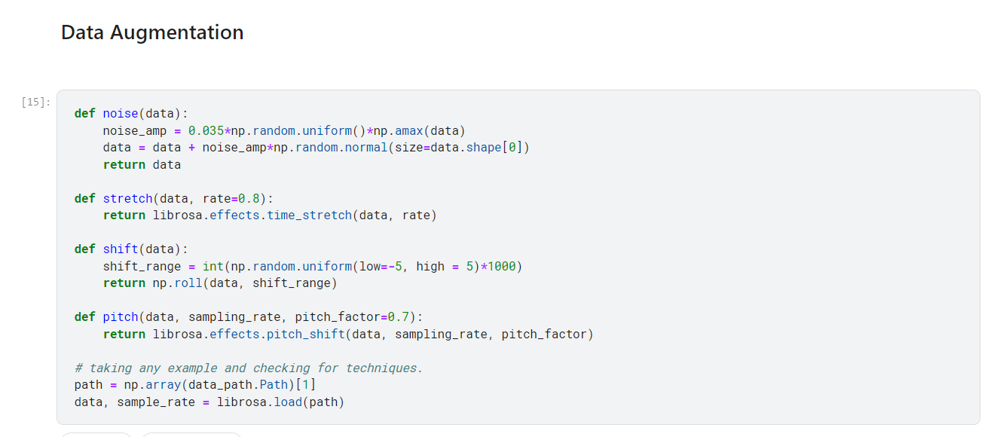 Data Augmentation
[15]:
def noise(data):
    noise_amp = 0.035*np.random.uniform()*np.amax(data)
    data = data + noise_amp*np.random.normal(size=data.shape[0])
    return data
def stretch(data, rate=0.8):
    return librosa.effects.time_stretch(data, rate)
def shift(data):
    shift_range = int(np.random.uniform(low=-5, high = 5)*1000)
    return np.roll(data, shift_range)
def pitch(data, sampling_rate, pitch_factor=0.7):
    return librosa.effects.pitch_shift(data, sampling_rate, pitch_factor)
# taking any example and checking for techniques.
path = np.array(data_path.Path)[1]
data, sample_rate = librosa.load(path)